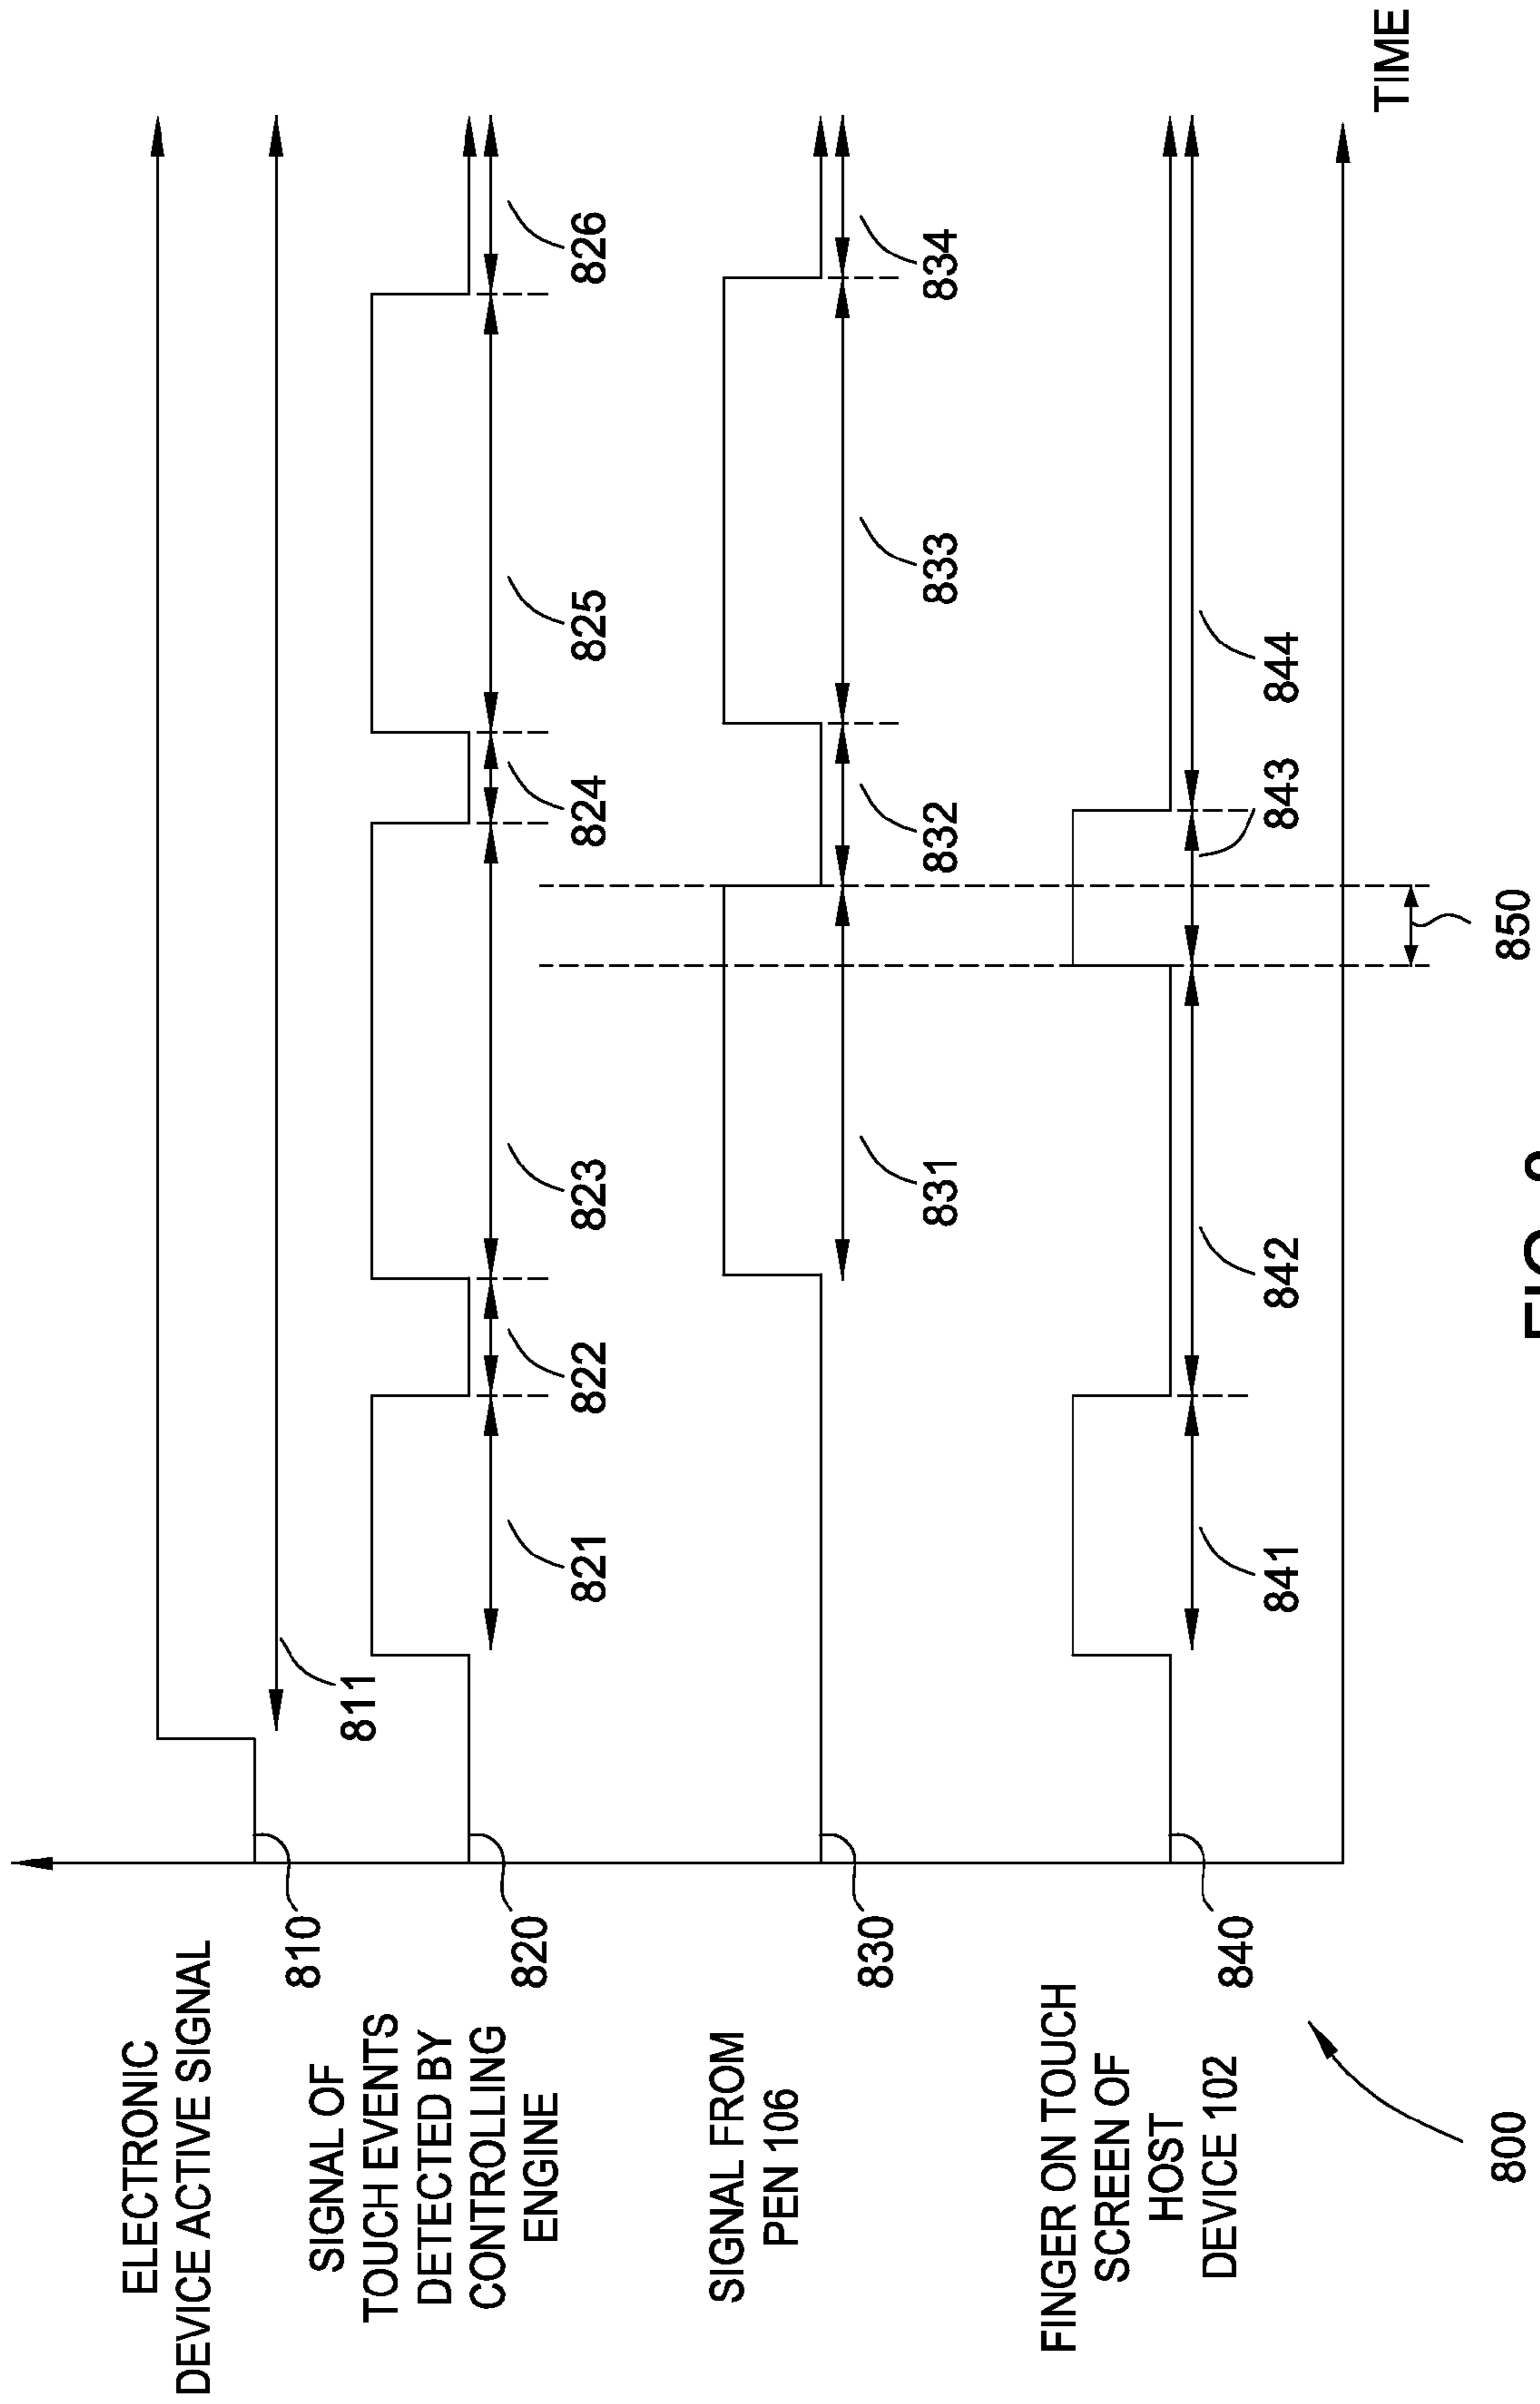 ELECTRONIC
DEVICE ACTIVE SIGNAL
810
811
SIGNAL OF
TOUCH EVENTS
DETECTED BY
CONTROLLING
ENGINE
820
821
822
823
824
825
826
SIGNAL FROM
PEN 106
830
831
832
833
834
FINGER ON TOUCH
SCREEN OF
HOST
DEVICE 102
840
841
842
843
844
TIME
850
800